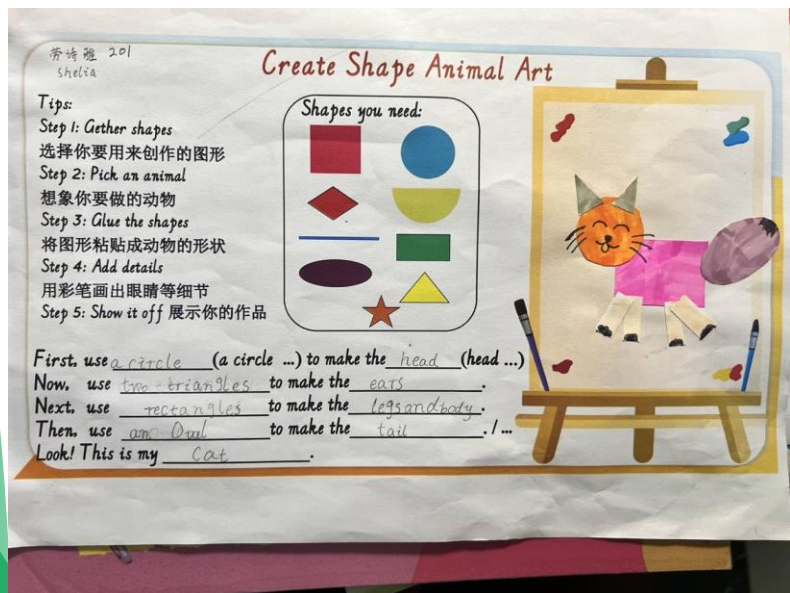 劳诗雅 201
shelia
Create Shape Animal Art
Tips:
Step 1: Gether shapes
选择你要用来创作的图形
Step 2: Pick an animal
想象你要做的动物
Step 3: Glue the shapes
将图形粘贴成动物的形状
Step 4: Add details
用彩笔画出眼睛等细节
Step 5: Show it off 展示你的作品
Shapes you need:
First, use a circle (a circle ...) to make the head (head ...)
Now, use two triangles to make the ears.
Next, use rectangles to make the legs and body.
Then, use an Oval to make the tail. / ...
Look! This is my Cat.